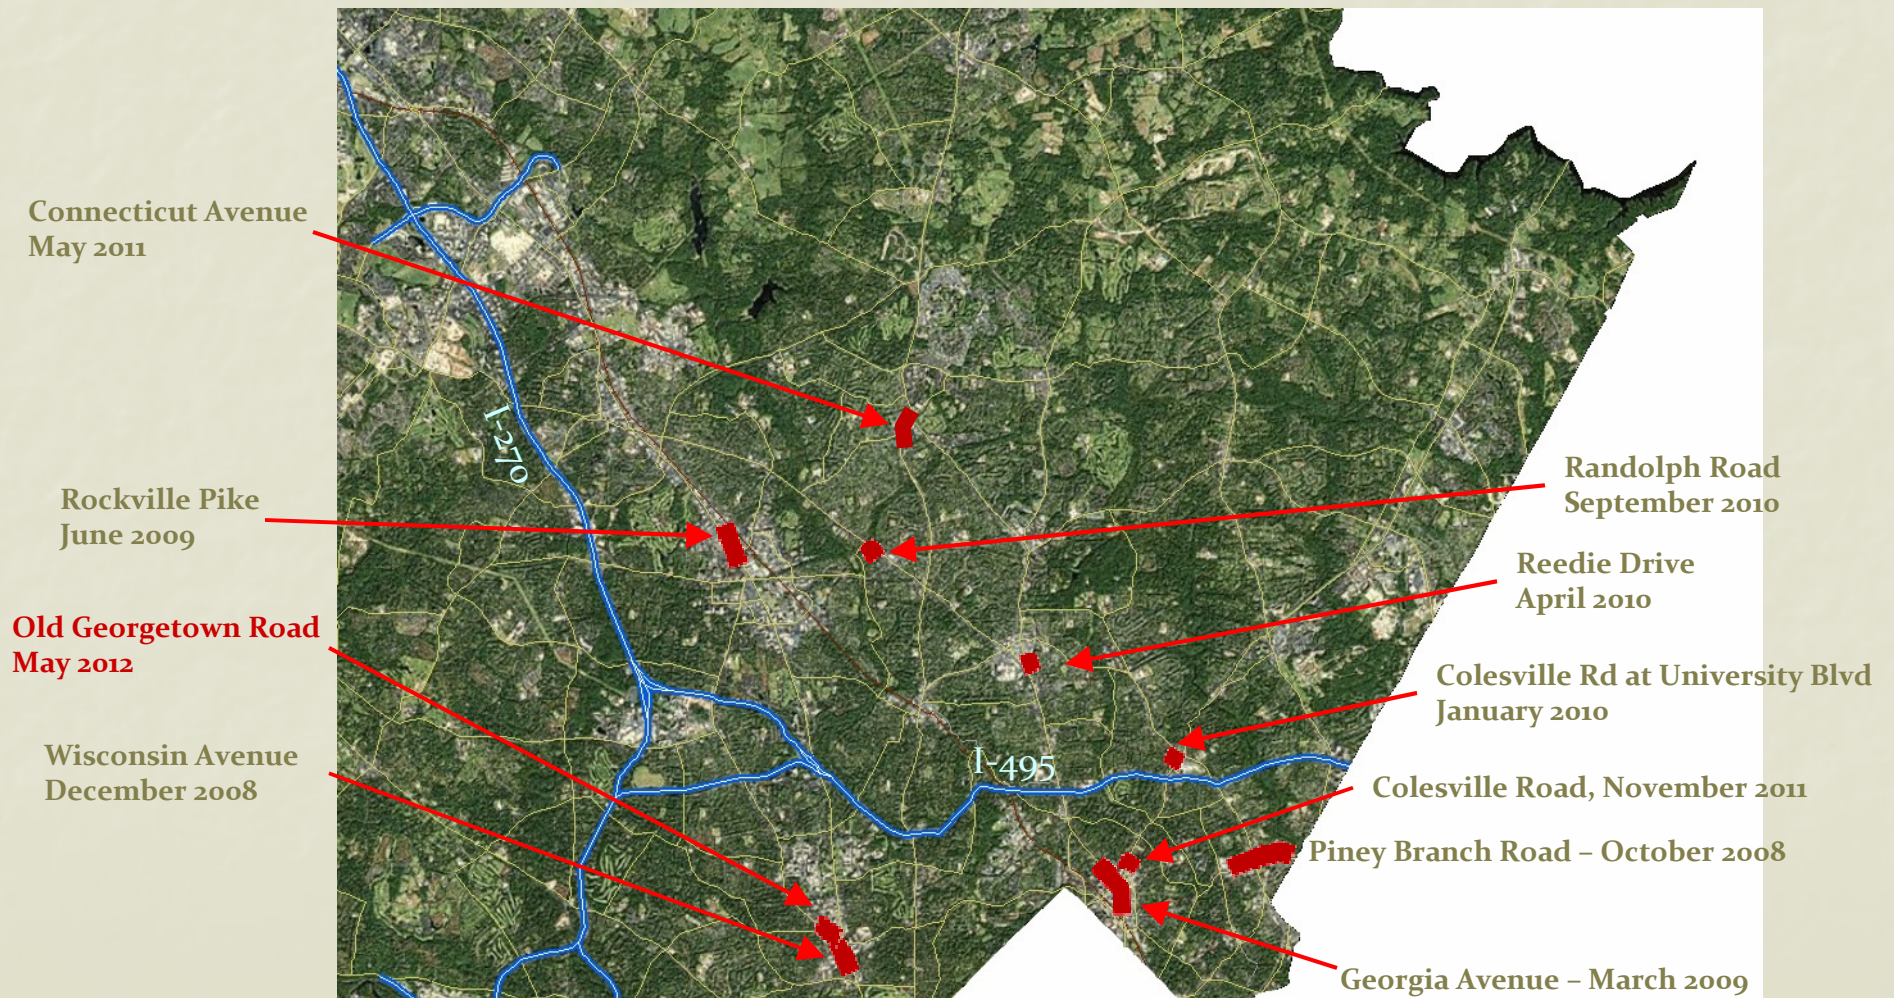 Connecticut Avenue
May 2011
Rockville Pike
June 2009
Old Georgetown Road
May 2012
Wisconsin Avenue
December 2008
I-270
I-495
Randolph Road
September 2010
Reedie Drive
April 2010
Colesville Rd at University Blvd
January 2010
Colesville Road, November 2011
Piney Branch Road – October 2008
Georgia Avenue – March 2009